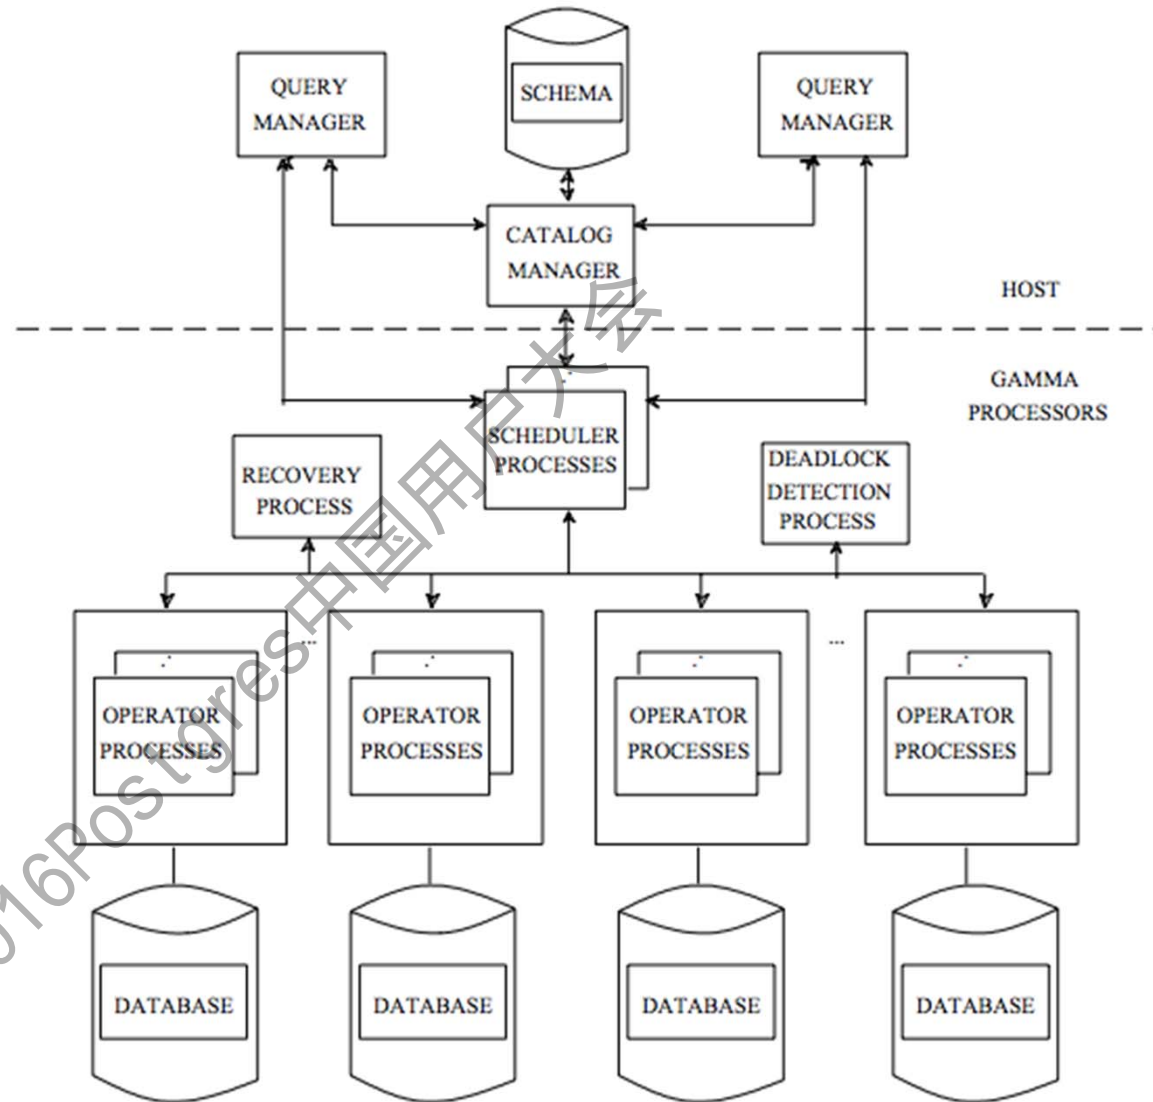 QUERY
MANAGER
SCHEMA
QUERY
MANAGER
CATALOG
MANAGER
HOST
GAMMA
PROCESSORS
SCHEDULER
PROCESSES
RECOVERY
PROCESS
DEADLOCK
DETECTION
PROCESS
...
...
OPERATOR
PROCESSES
OPERATOR
PROCESSES
OPERATOR
PROCESSES
OPERATOR
PROCESSES
DATABASE
DATABASE
DATABASE
DATABASE
016Postgres中国用户大会